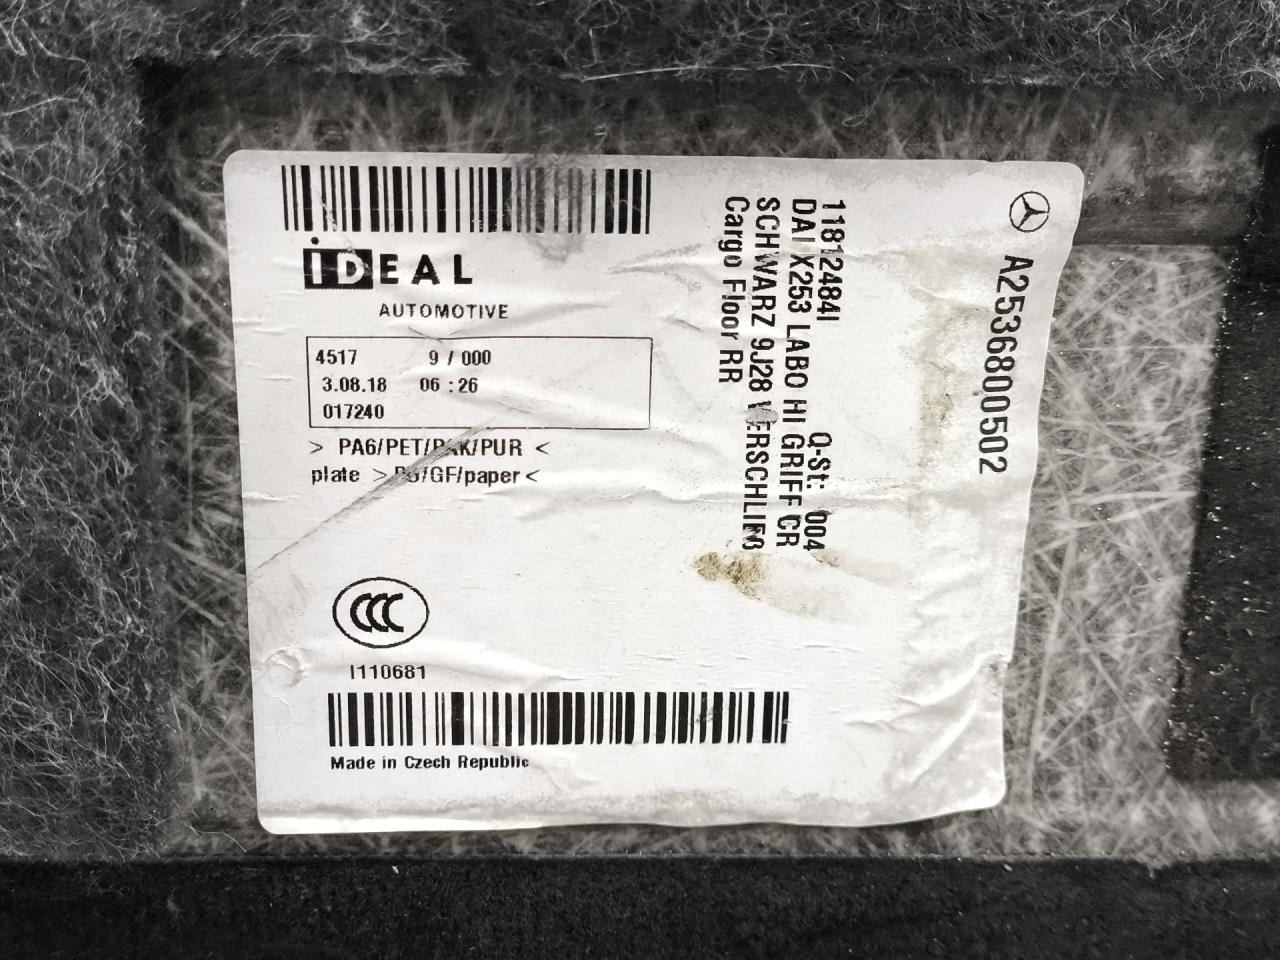 IDEAL
AUTOMOTIVE
4517 9 / 000
3.08.18 06 : 26
017240
> PA6/PET/PAK/PUR <
plate > /GF/paper <
CCC
I110681
Made in Czech Republic
A2536800502
11812484I Q-St: 004
DAI X253 LABO HI GRIFF CR
SCHWARZ 9J28 VERSCHLIEß
Cargo Floor RR